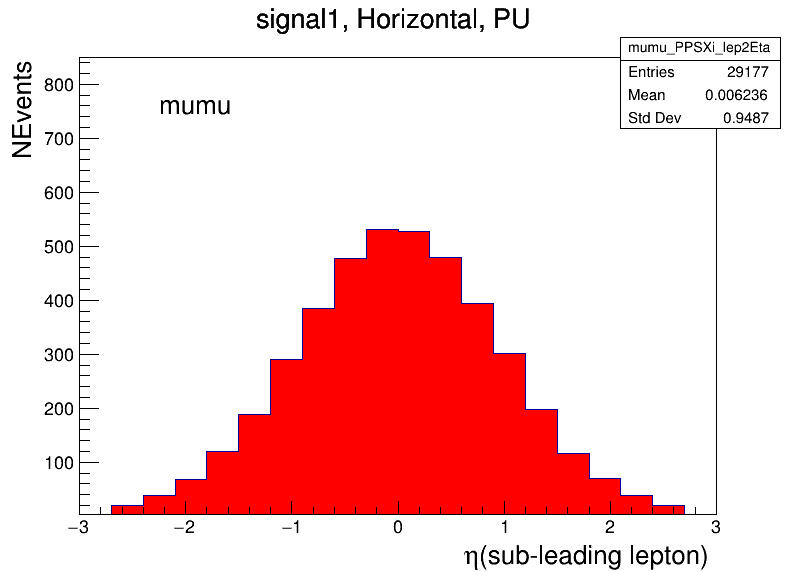 signal1, Horizontal, PU
mumu_PPSXi_lep2Eta
Entries 29177
Mean 0.006236
Std Dev 0.9487
NEvents
mumu
800
700
600
500
400
300
200
100
−3 −2 −1 0 1 2 3
η(sub-leading lepton)